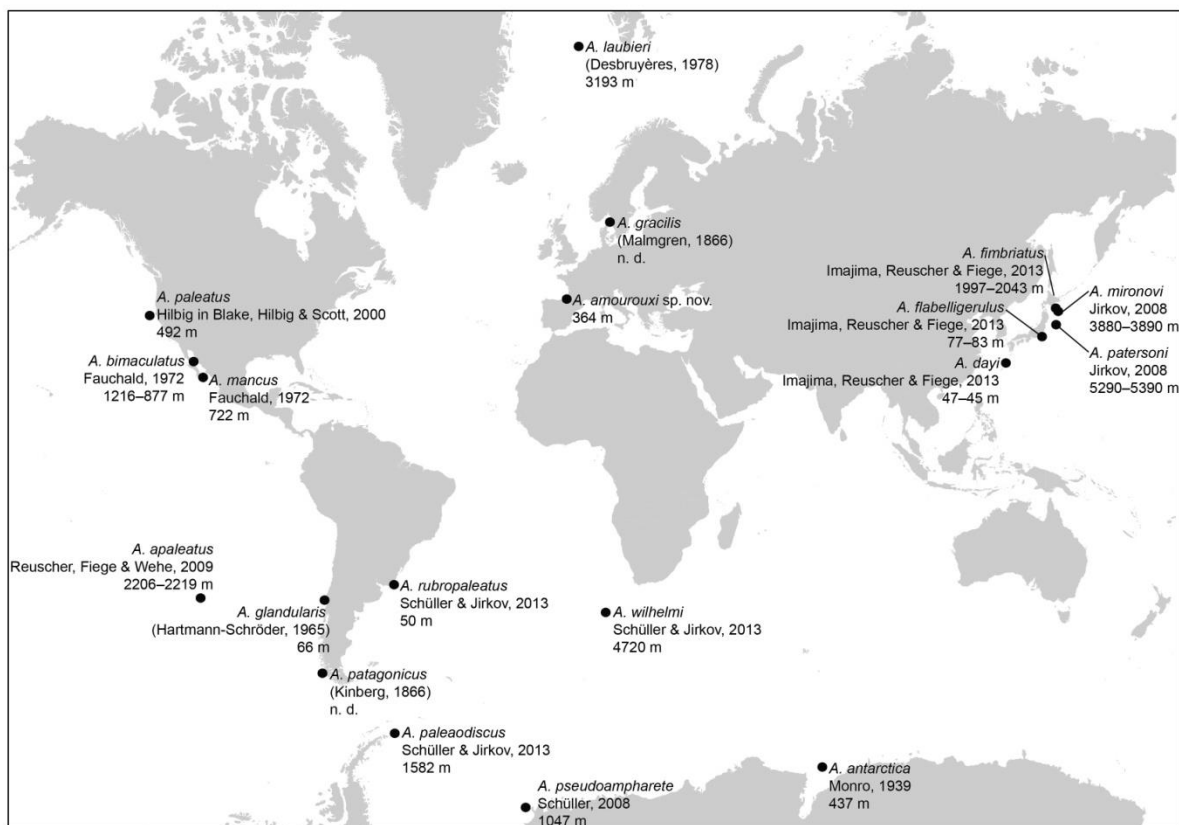 A. laubieri
(Desbruyères, 1978)
3193 m
A. gracilis
(Malmgren, 1866)
n. d.
A. fimbriatus
Imajima, Reuscher & Fiege, 2013
1997–2043 m
A. mironovi
Jirkov, 2008
3880–3890 m
A. amourouxi sp. nov.
364 m
A. paleatus
Hilbig in Blake, Hilbig & Scott, 2000
492 m
A. flabelligerulus
Imajima, Reuscher & Fiege, 2013
77–83 m
A. patersoni
Jirkov, 2008
5290–5390 m
A. bimaculatus
Fauchald, 1972
1216–877 m
A. mancus
Fauchald, 1972
722 m
A. dayi
Imajima, Reuscher & Fiege, 2013
47–45 m
A. apaleatus
Reuscher, Fiege & Wehe, 2009
2206–2219 m
A. glandularis
(Hartmann-Schröder, 1965)
66 m
A. rubropaleatus
Schüller & Jirkov, 2013
50 m
A. wilhelmi
Schüller & Jirkov, 2013
4720 m
A. patagonicus
(Kinberg, 1866)
n. d.
A. paleaodiscus
Schüller & Jirkov, 2013
1582 m
A. pseudoampharete
Schüller, 2008
1047 m
A. antarctica
Monro, 1939
437 m